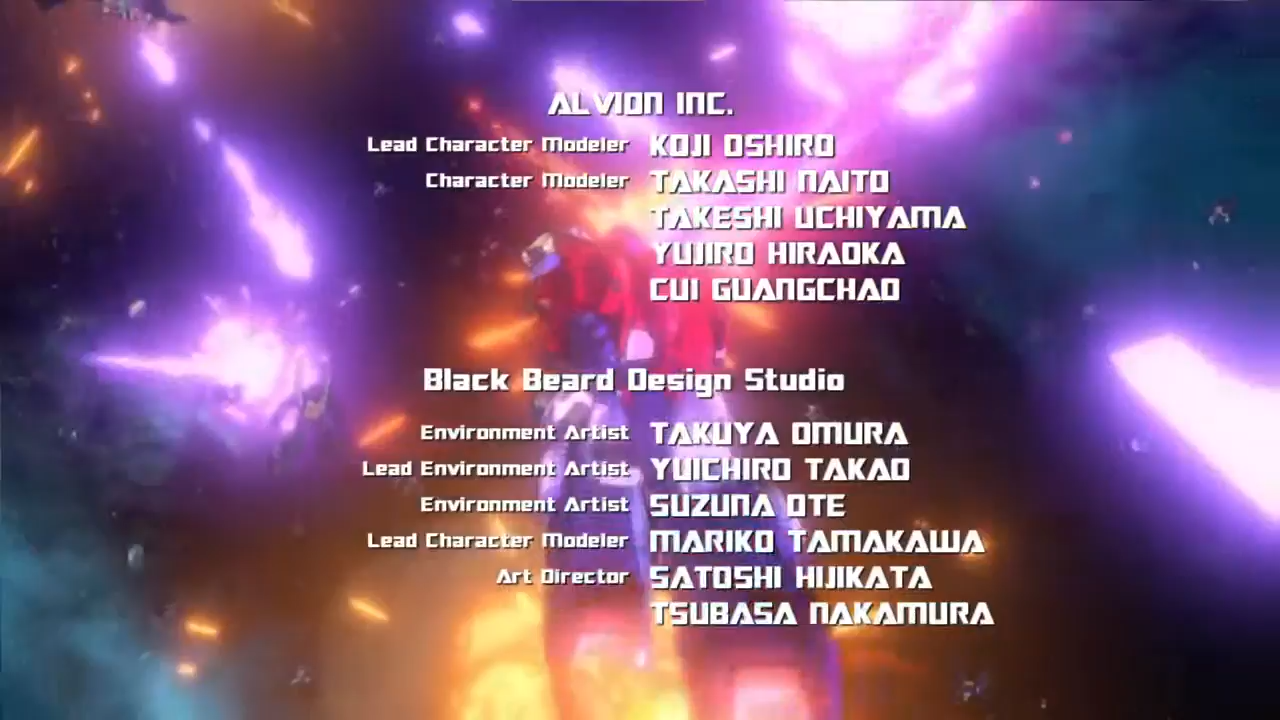 ALVION INC.
Lead Character Modeler KOJI OSHIRO
Character Modeler TAKASHI NAITO
TAKESHI UCHIYAMA
YUJIRO HIRAOKA
CUI GUANGCHAO
Black Beard Design Studio
Environment Artist TAKUYA OMURA
Lead Environment Artist YUICHIRO TAKAO
Environment Artist SUZUNA OTE
Lead Character Modeler MARIKO TAMAKAWA
Art Director SATOSHI HIJIKATA
TSUBASA NAKAMURA